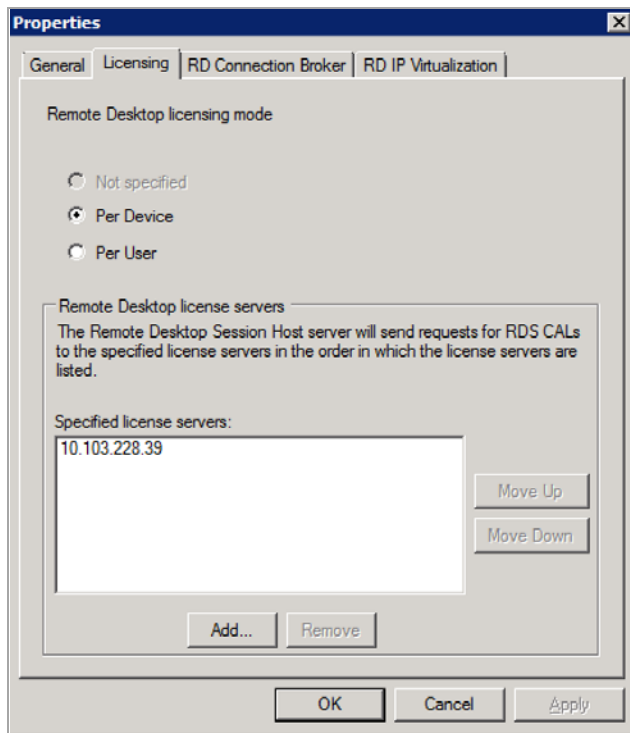 Properties
General
Licensing
RD Connection Broker
RD IP Virtualization
Remote Desktop licensing mode
Not specified
Per Device
Per User
Remote Desktop license servers
The Remote Desktop Session Host server will send requests for RDS CALs
to the specified license servers in the order in which the license servers are
listed.
Specified license servers:
10.103.228.39
Move Up
Move Down
Add...
Remove
OK
Cancel
Apply